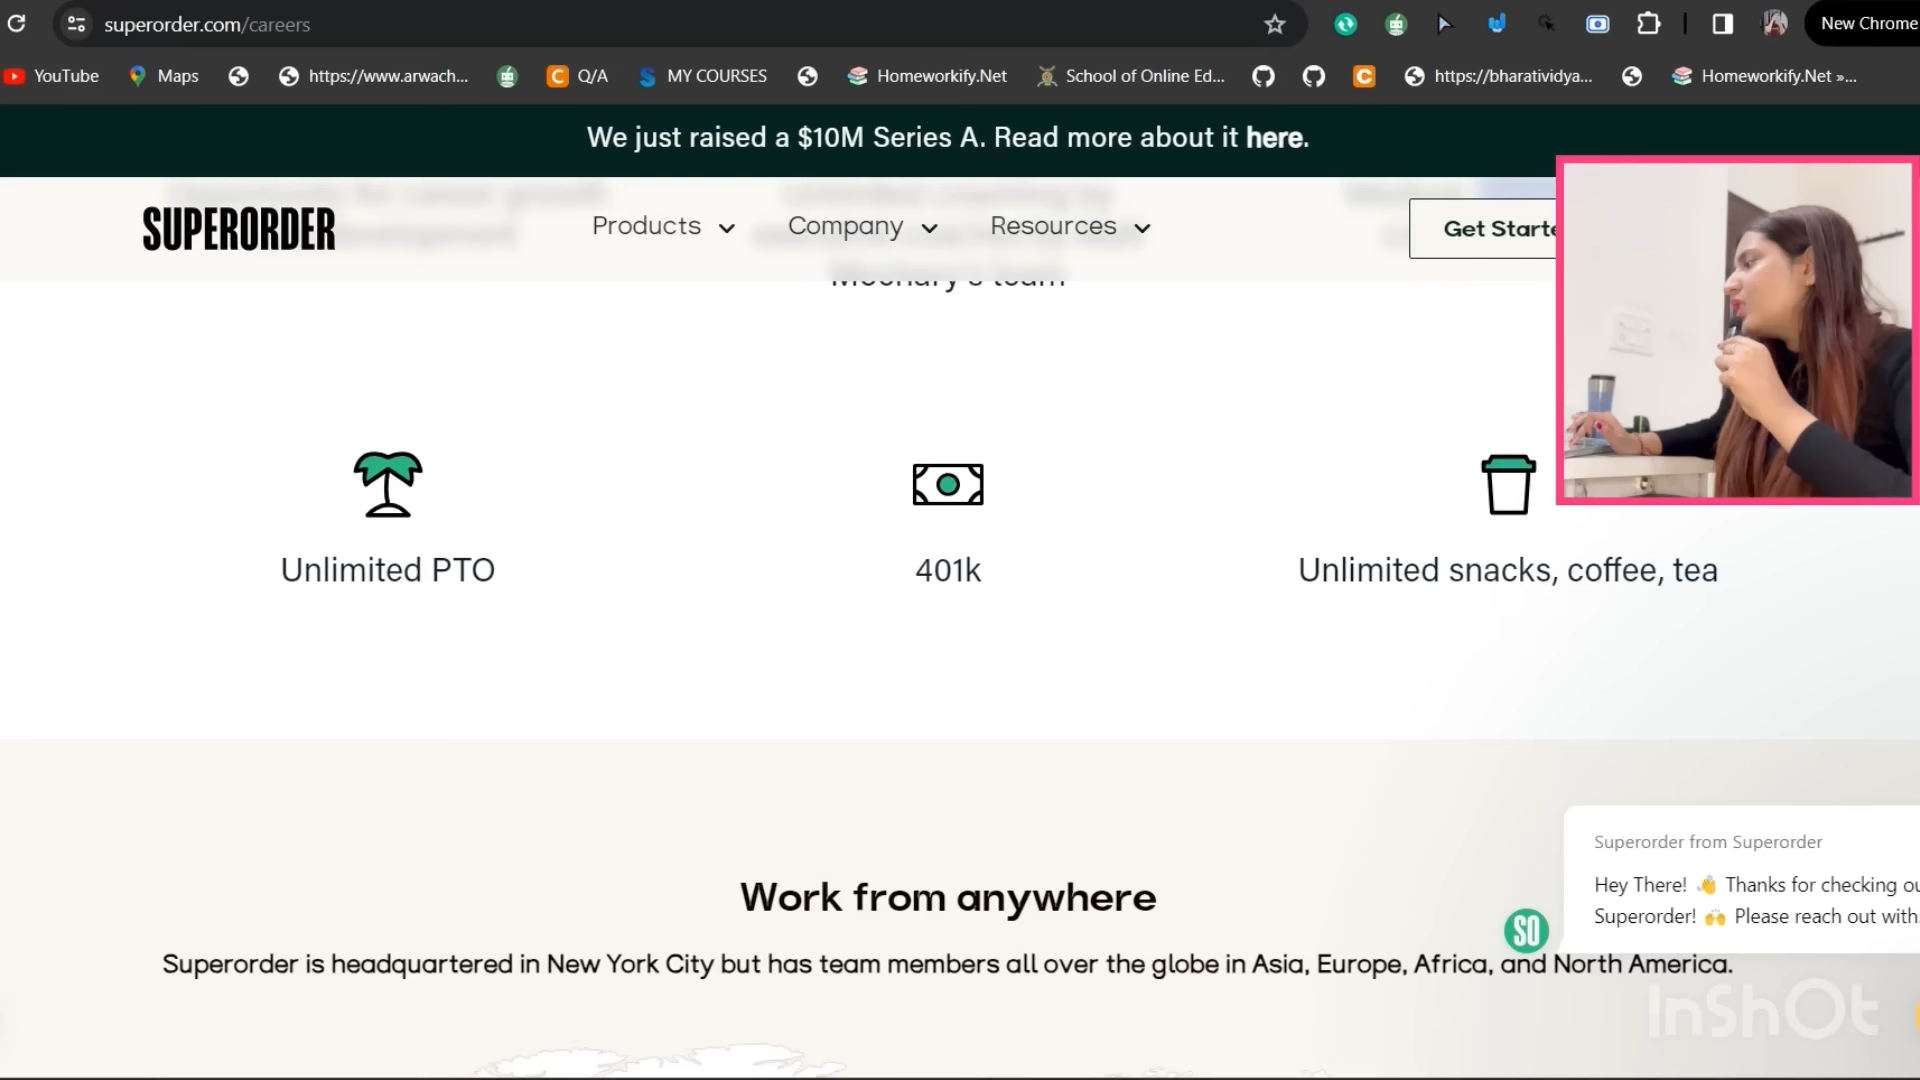 superorder.com/careers
New Chrome
YouTube
Maps
https://www.arwach...
Q/A
MY COURSES
Homeworkify.Net
School of Online Ed...
https://bharatividya...
Homeworkify.Net »...
We just raised a $10M Series A. Read more about it here.
SUPERORDER
Products
Company
Resources
Get Starte
Mochary's team
Unlimited PTO
401k
Unlimited snacks, coffee, tea
Work from anywhere
Superorder is headquartered in New York City but has team members all over the globe in Asia, Europe, Africa, and North America.
Superorder from Superorder
Hey There! 👋 Thanks for checking ou
Superorder! 🙌 Please reach out with
SO
InShOt